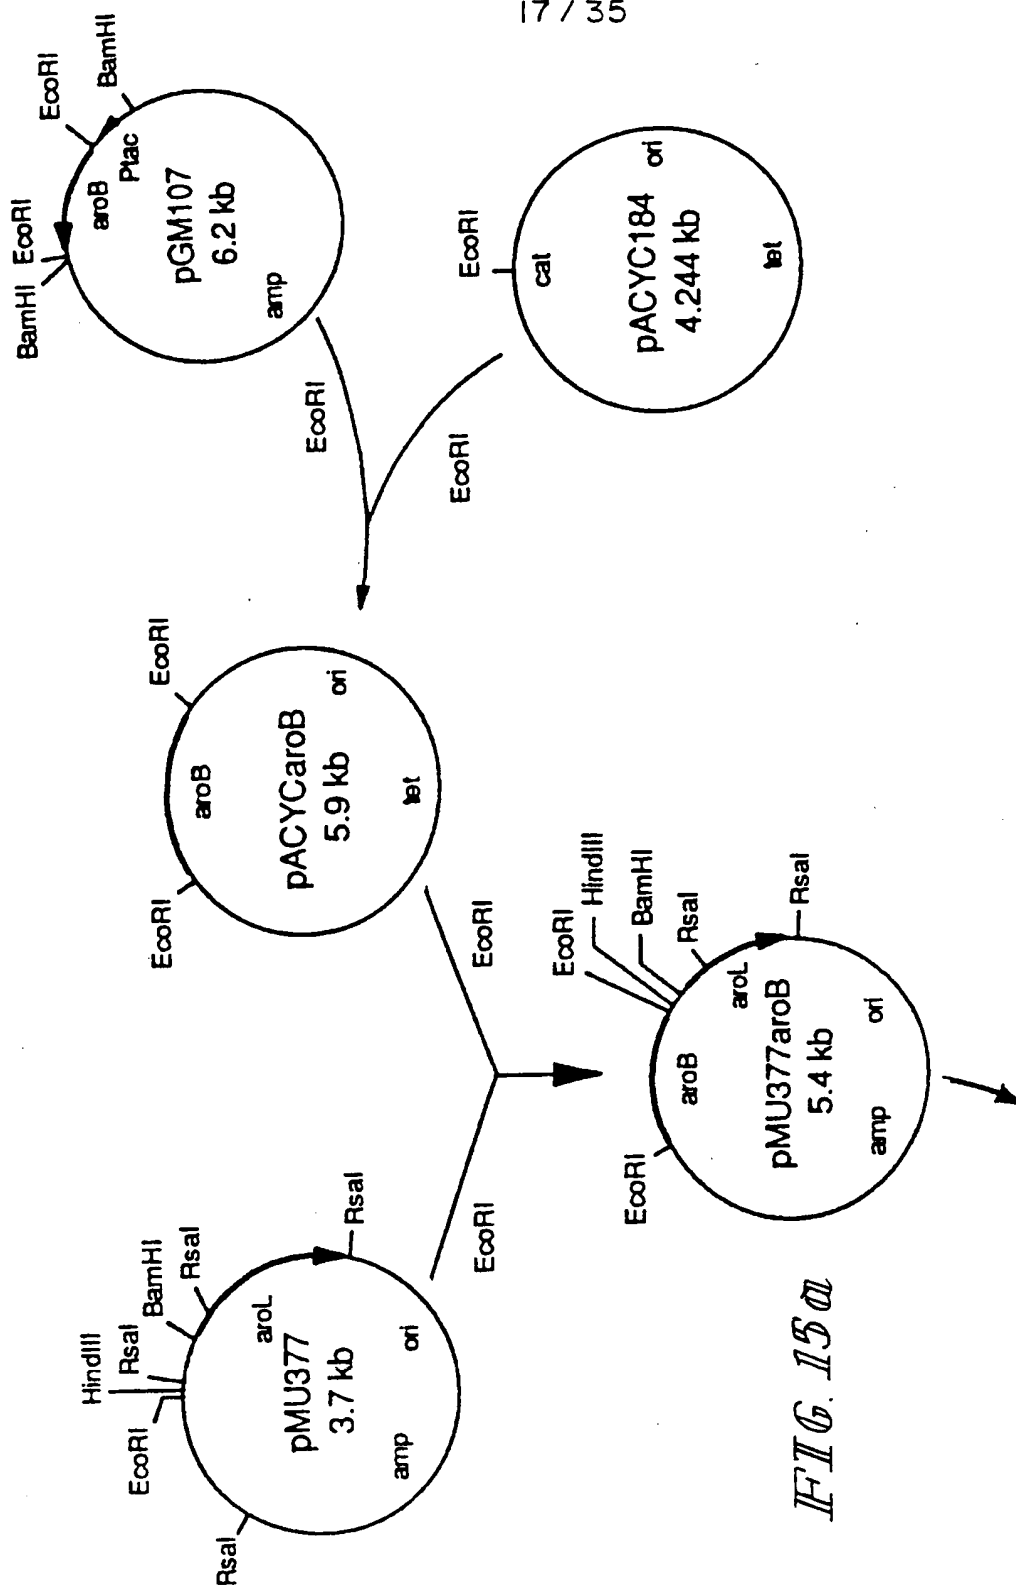 17 / 35
BamHI
EcoRI
EcoRI
BamHI
aroB
Ptac
pGM107
6.2 kb
amp
EcoRI
EcoRI
EcoRI
cat
ori
pACYC184
4.244 kb
tet
EcoRI
EcoRI
aroB
ori
pACYCaroB
5.9 kb
tet
EcoRI
EcoRI
HindIII
EcoRI
RsaI
BamHI
RsaI
RsaI
RsaI
aroL
pMU377
3.7 kb
ori
amp
EcoRI
EcoRI
HindIII
BamHI
RsaI
RsaI
aroB
aroL
pMU377aroB
5.4 kb
ori
amp
FIG. 15a